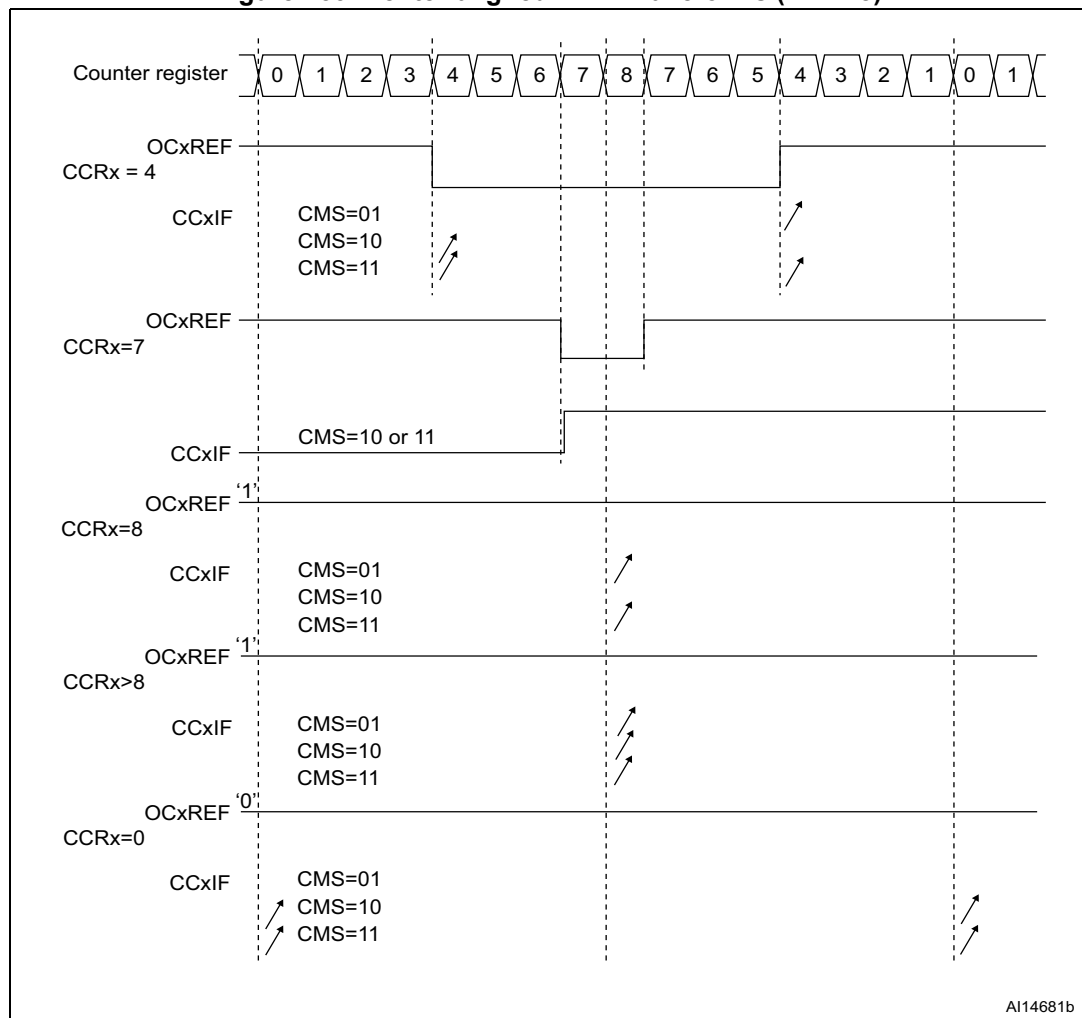 Counter register 0 1 2 3 4 5 6 7 8 7 6 5 4 3 2 1 0 1
OCxREF
CCRx = 4
CCxIF
CMS=01
CMS=10
CMS=11
OCxREF
CCRx=7
CMS=10 or 11
CCxIF
OCxREF '1'
CCRx=8
CCxIF
CMS=01
CMS=10
CMS=11
OCxREF '1'
CCRx>8
CCxIF
CMS=01
CMS=10
CMS=11
OCxREF '0'
CCRx=0
CCxIF
CMS=01
CMS=10
CMS=11
AI14681b